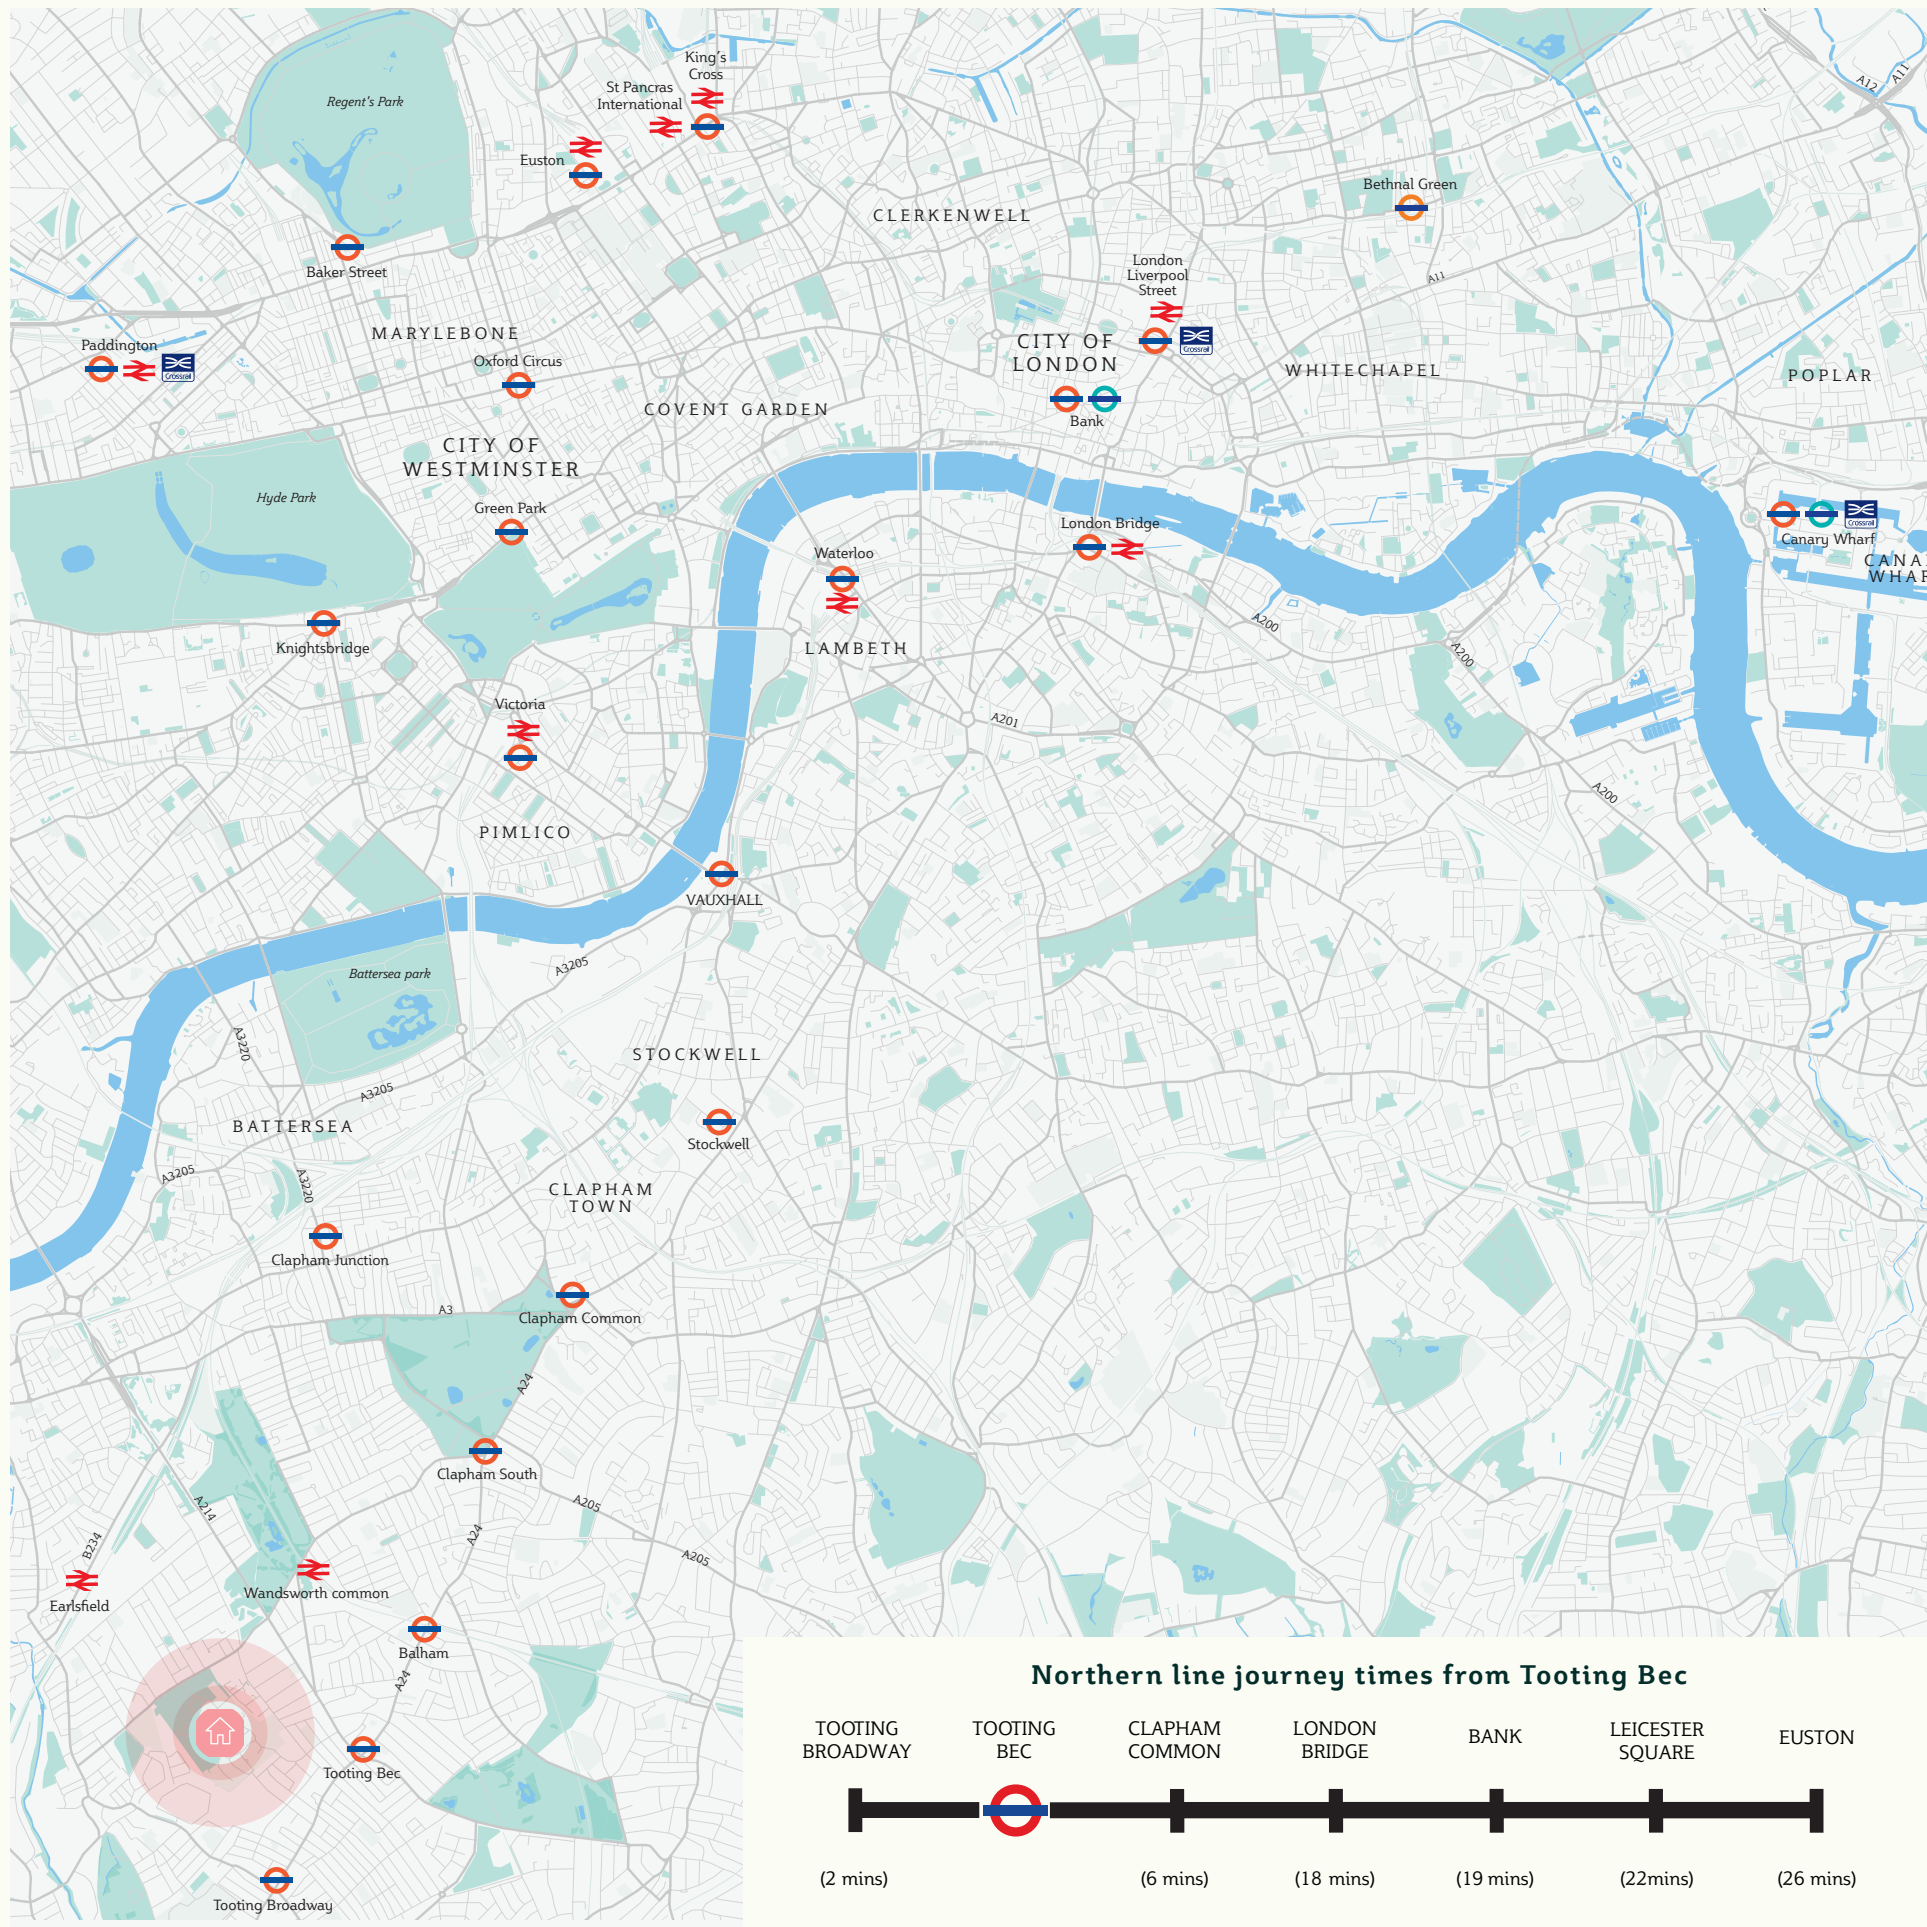 King's
Cross
St Pancras
International
Regent's Park
A12
A11
Euston
Bethnal Green
CLERKENWELL
Baker Street
London
Liverpool
Street
A11
MARYLEBONE
Paddington
Crossrail
Oxford Circus
CITY OF
LONDON
Crossrail
WHITECHAPEL
POPLAR
COVENT GARDEN
Bank
CITY OF
WESTMINSTER
Hyde Park
Green Park
London Bridge
Crossrail
Canary Wharf
Waterloo
CANA
WHAR
A200
Knightsbridge
LAMBETH
A200
Victoria
A201
A200
PIMLICO
VAUXHALL
A3205
Battersea park
A3220
STOCKWELL
A3205
BATTERSEA
Stockwell
A3205
A3220
CLAPHAM
TOWN
Clapham Junction
A3
Clapham Common
A24
Clapham South
A214
A205
A24
B234
A205
Wandsworth common
Earlsfield
Balham
A24
Tooting Bec
Tooting Broadway
Northern line journey times from Tooting Bec
TOOTING
BROADWAY
TOOTING
BEC
CLAPHAM
COMMON
LONDON
BRIDGE
BANK
LEICESTER
SQUARE
EUSTON
(2 mins)
(6 mins)
(18 mins)
(19 mins)
(22mins)
(26 mins)